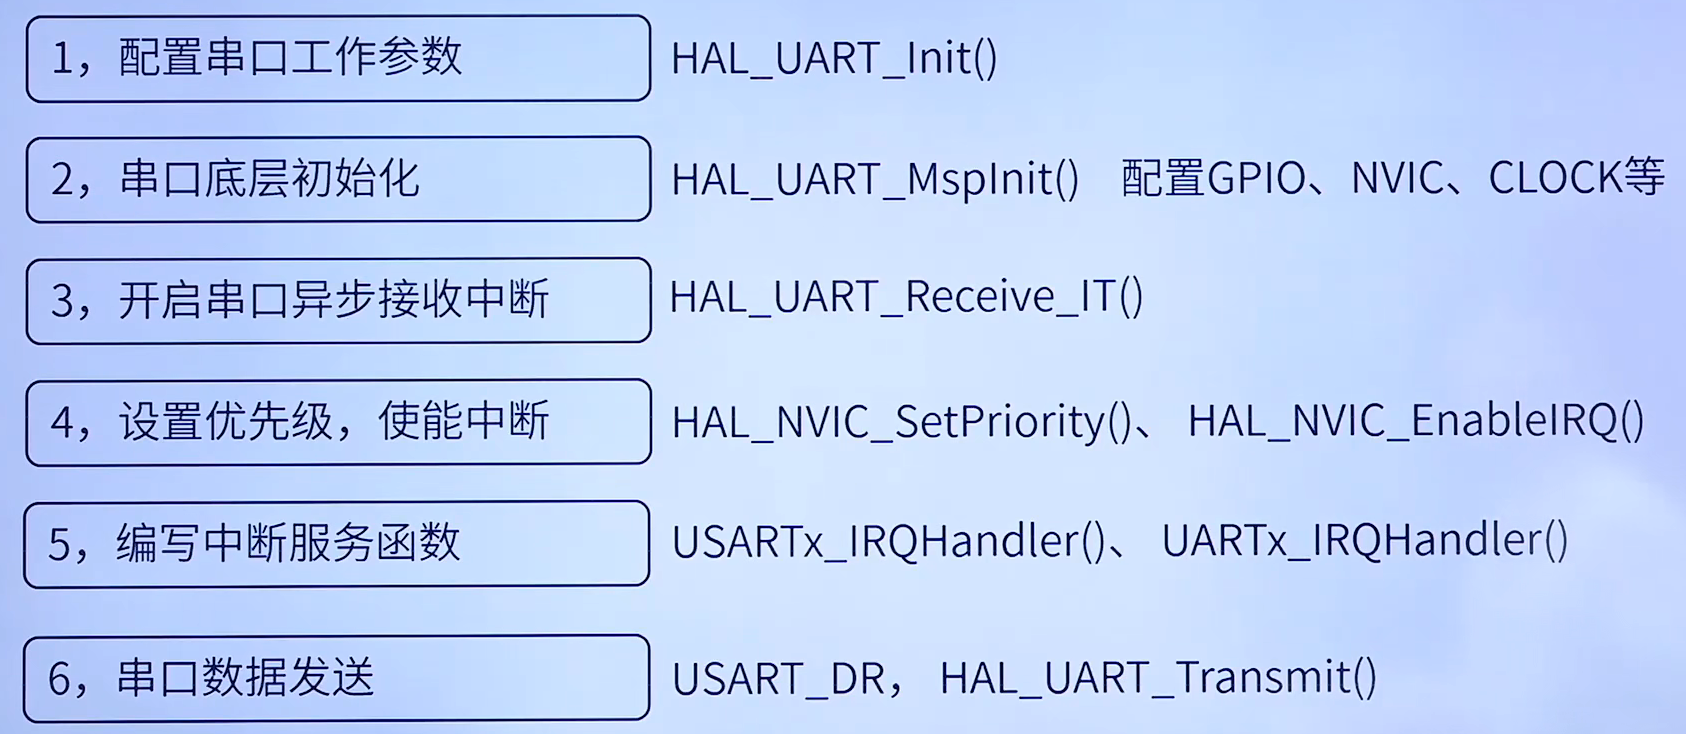 1，配置串口工作参数 HAL_UART_Init()
2，串口底层初始化 HAL_UART_MspInit() 配置GPIO、NVIC、CLOCK等
3，开启串口异步接收中断 HAL_UART_Receive_IT()
4，设置优先级，使能中断 HAL_NVIC_SetPriority()、 HAL_NVIC_EnableIRQ()
5，编写中断服务函数 USARTx_IRQHandler()、 UARTx_IRQHandler()
6，串口数据发送 USART_DR， HAL_UART_Transmit()